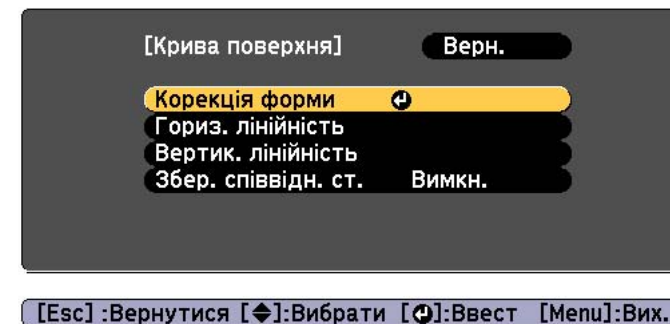 [Крива поверхня] Верн.
Корекція форми
Гориз. лінійність
Вертик. лінійність
Збер. співвідн. ст. Вимкн.
[Esc] :Вернутися [◆]:Вибрати [⏎]:Ввест [Menu]:Вих.